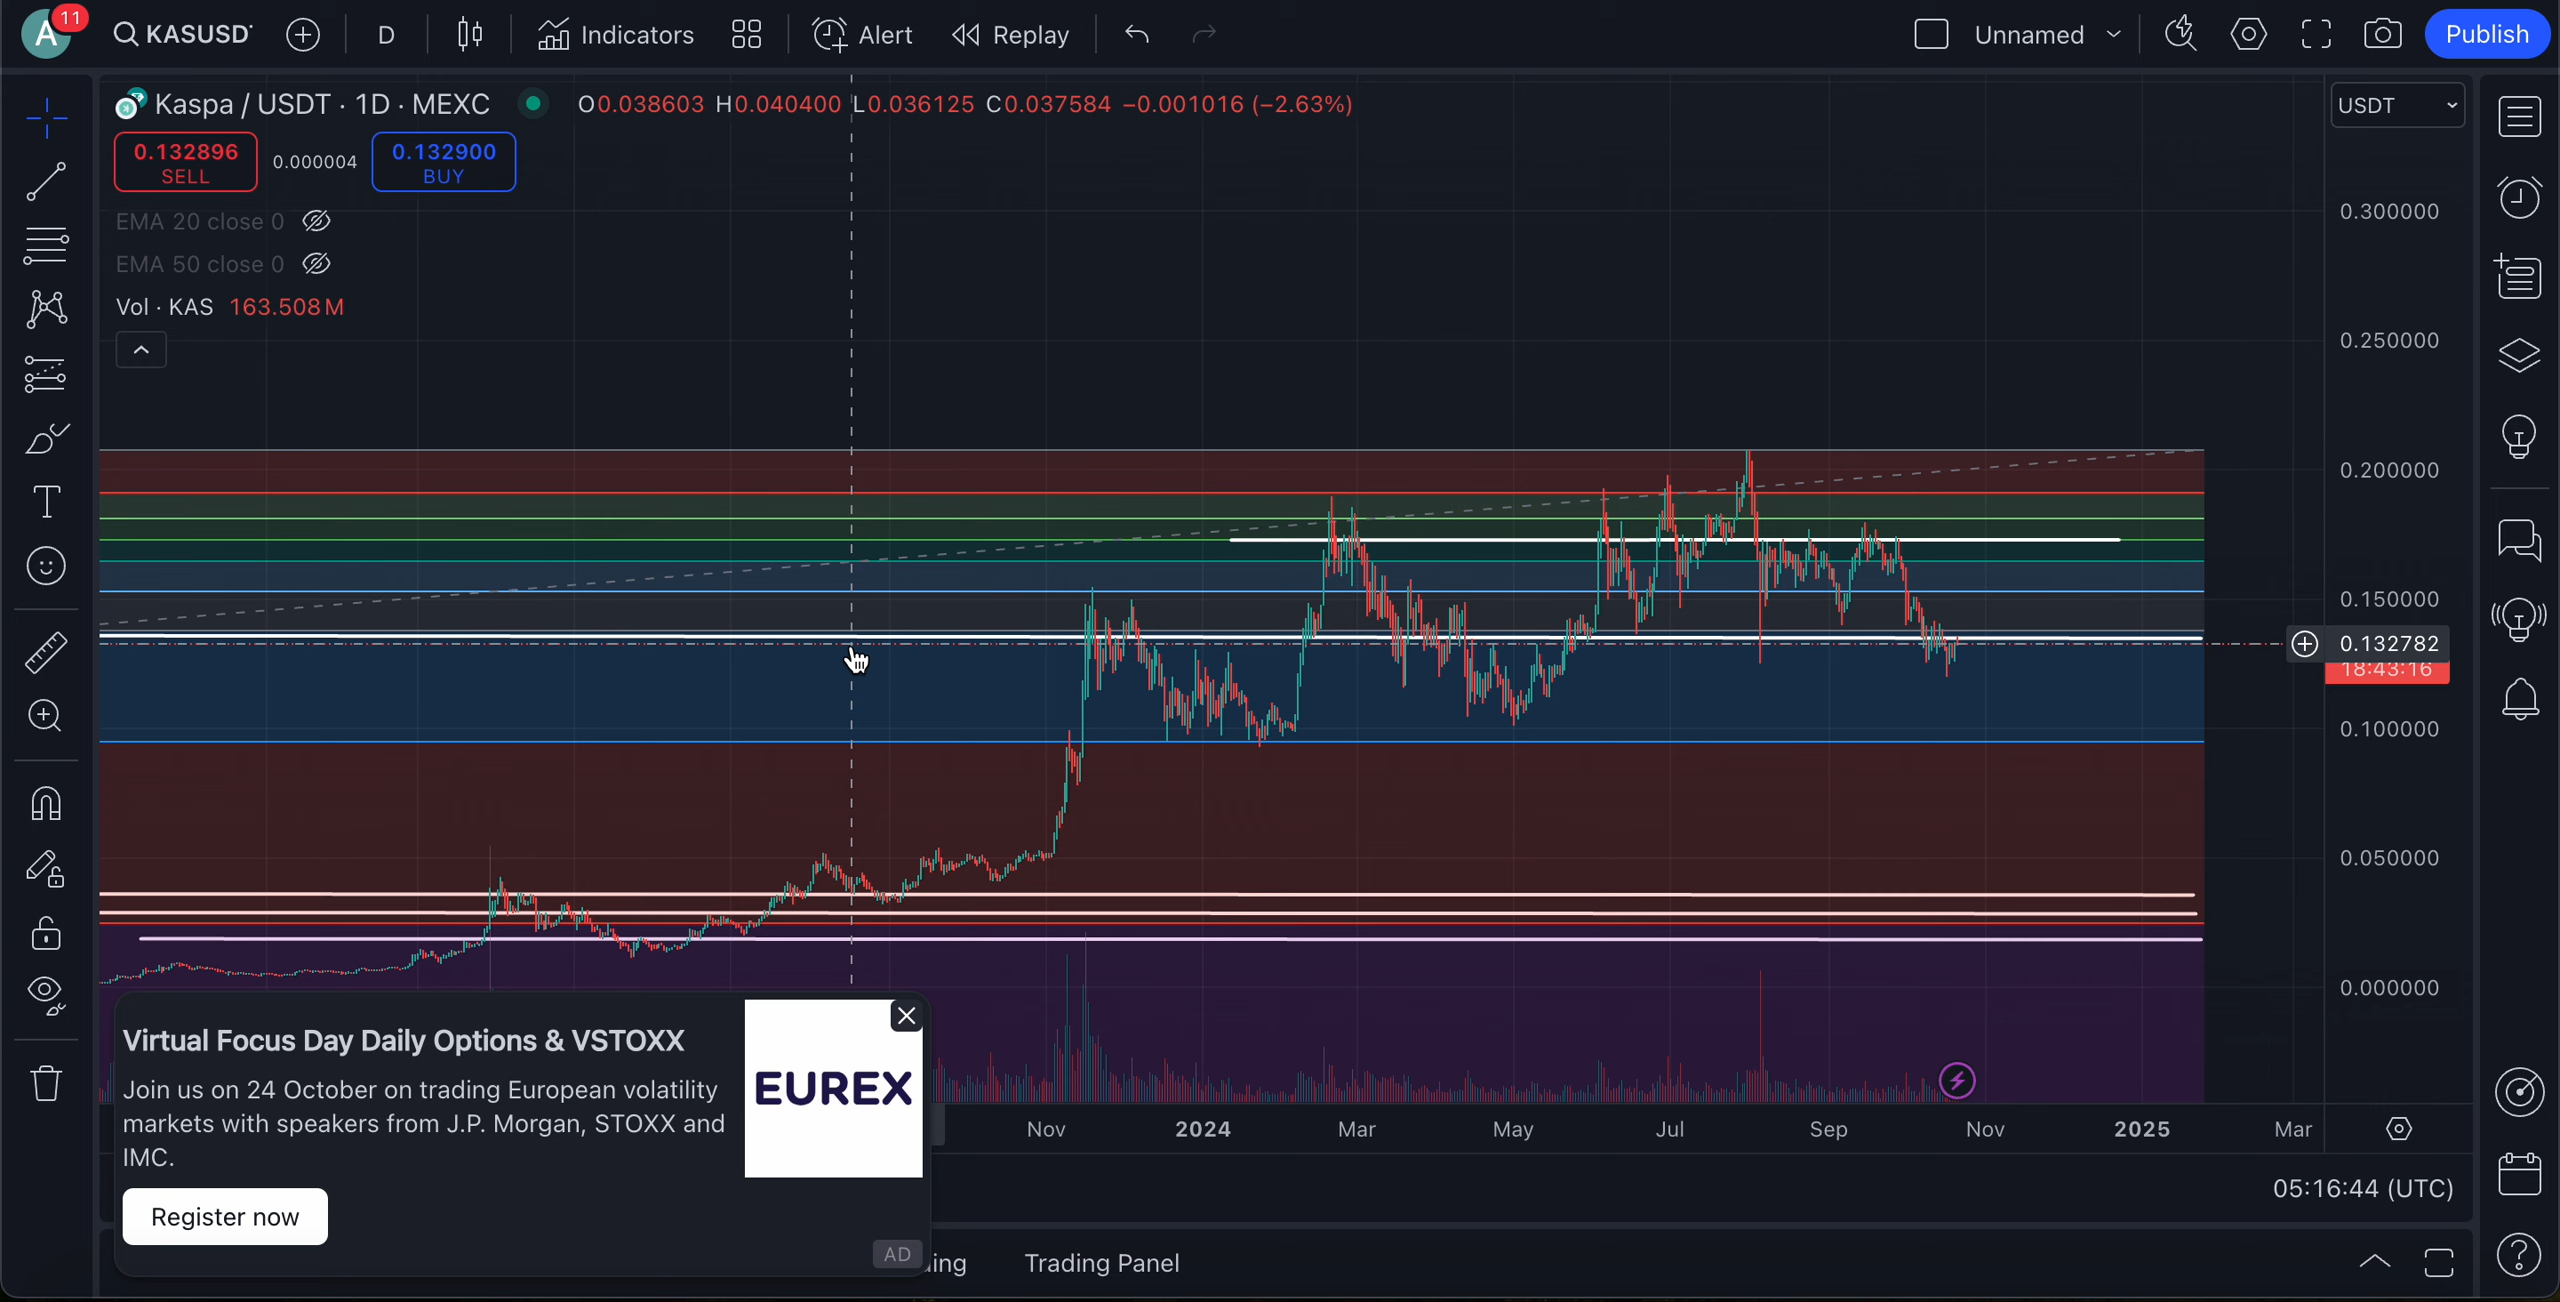 A 11 KASUSDT D Indicators Alert Replay Unnamed Publish
Kaspa / USDT · 1D · MEXC O0.038603 H0.040400 L0.036125 C0.037584 −0.001016 (−2.63%)
USDT
0.132896 0.000004 0.132900
SELL BUY
EMA 20 close 0
EMA 50 close 0
Vol · KAS 163.508M
0.300000
0.250000
0.200000
0.150000
0.132782
18:43:16
0.100000
0.050000
0.000000
Virtual Focus Day Daily Options & VSTOXX
Join us on 24 October on trading European volatility
markets with speakers from J.P. Morgan, STOXX and
IMC.
EUREX
Register now
AD
Nov 2024 Mar May Jul Sep Nov 2025 Mar
05:16:44 (UTC)
ing Trading Panel